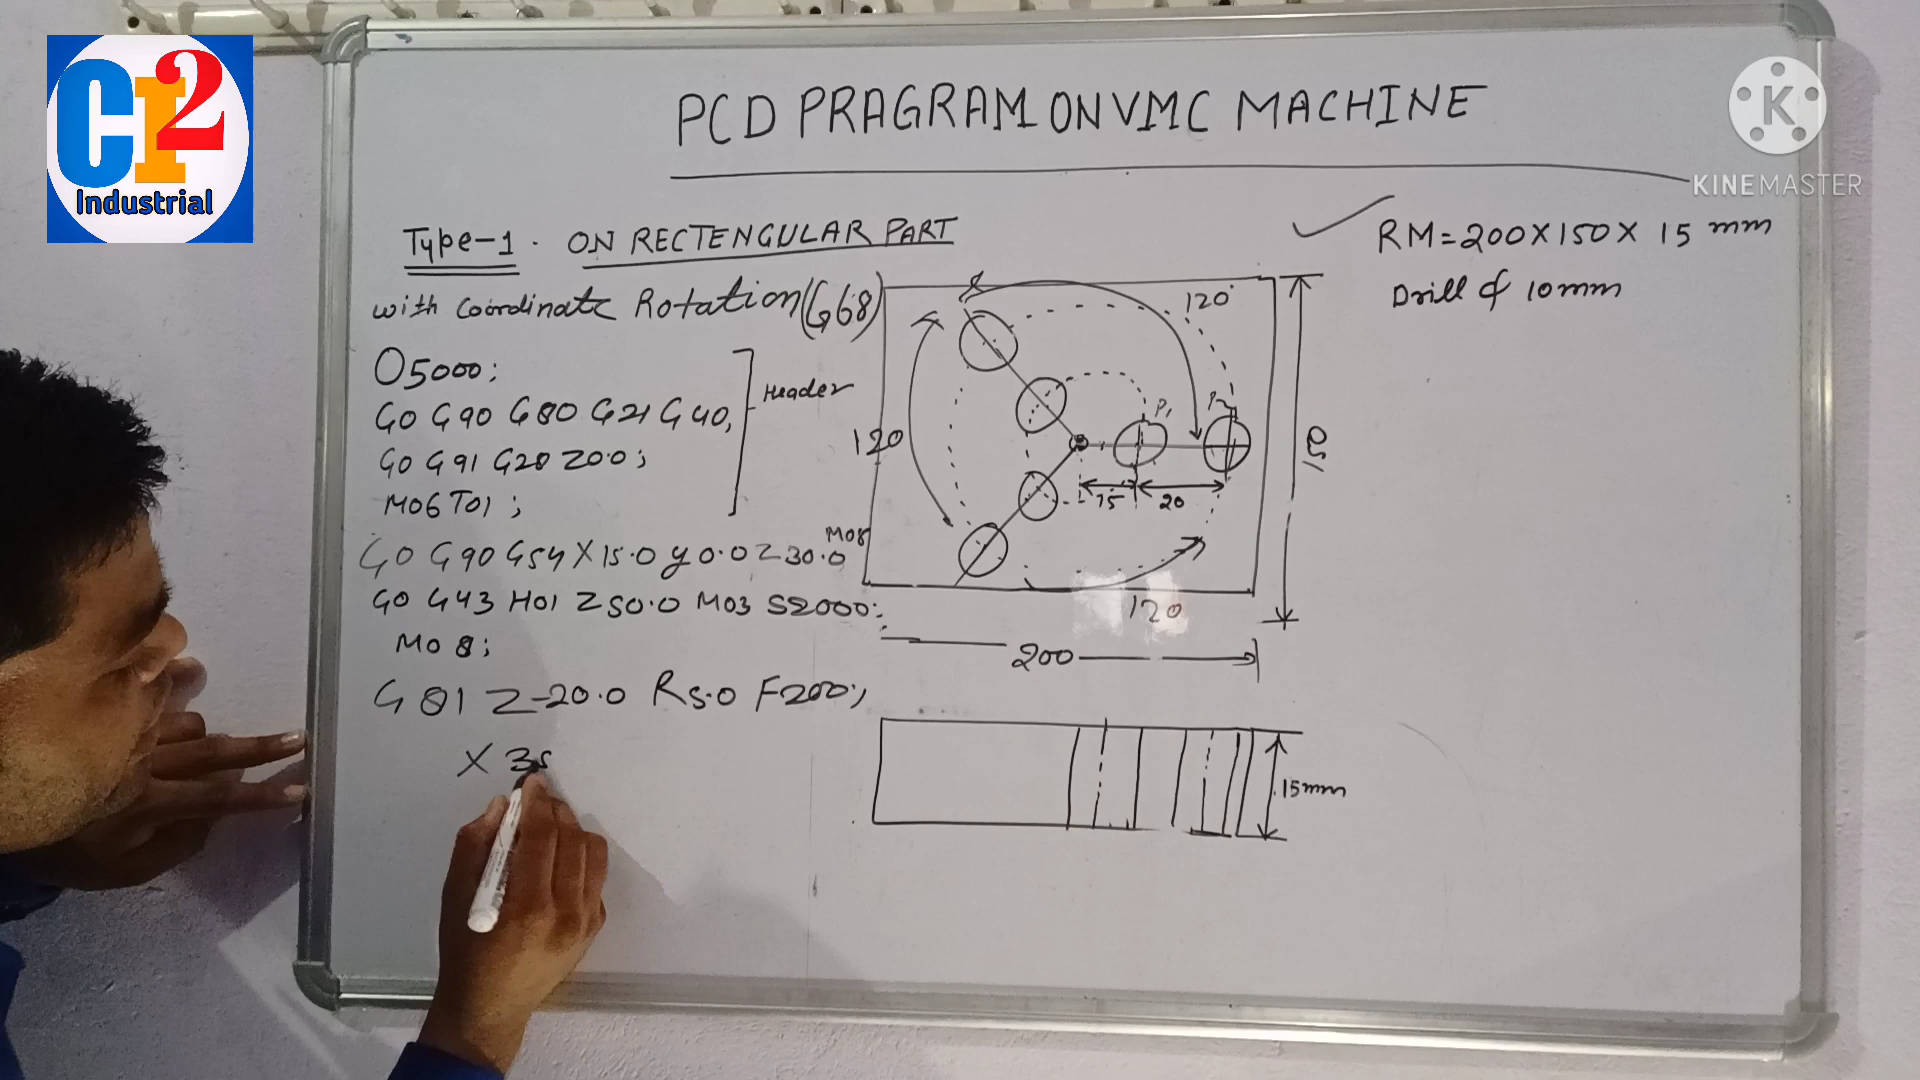 CI2
Industrial
PCD PRAGRAM ON VMC MACHINE
KINEMASTER
Type-1. ON RECTENGULAR PART
RM=200X150X 15 mm
with Coordinate Rotation (G68)
Drill of 10mm
O5000;
G0 G90 G80 G21 G40,
Header
G0 G91 G28 Z0.0;
M06 T01;
M08
G0 G90 G54 X15.0 y0.0 Z30.0
G0 G43 H01 Z50.0 M03 S2000;
M08;
G81 Z-20.0 R5.0 F200;
X 35
120°
120
P1
15
20
120
200
15mm